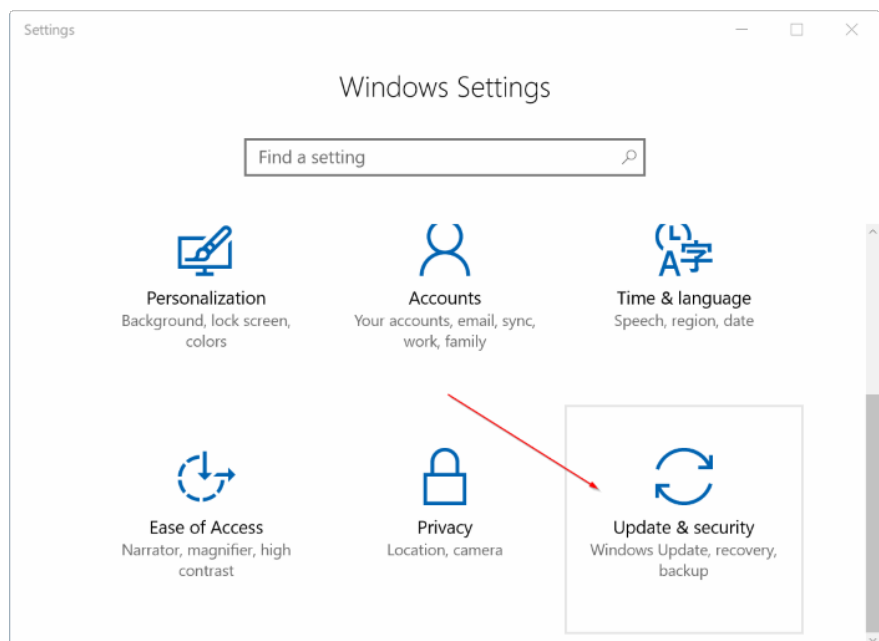 Settings
Windows Settings
Find a setting
Personalization
Background, lock screen,
colors
Accounts
Your accounts, email, sync,
work, family
Time & language
Speech, region, date
Ease of Access
Narrator, magnifier, high
contrast
Privacy
Location, camera
Update & security
Windows Update, recovery,
backup